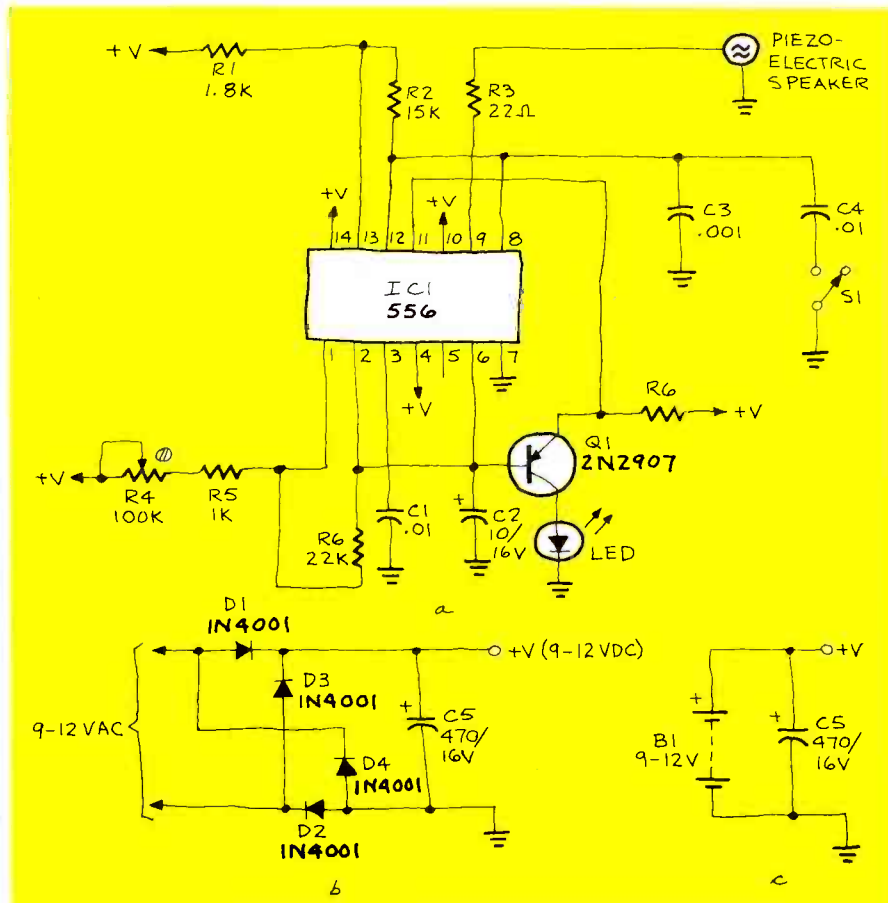 +V
R1
1.8K
R2
15K
R3
22Ω
PIEZO-
ELECTRIC
SPEAKER
+V
+V
C3
.001
C4
.01
S1
14 13 12 11 10 9 8
IC1
556
1 2 3 4 5 6 7
+V
R6
+V
Q1
2N2907
+V
R4
100K
R5
1K
R6
22K
C1
.01
+
C2
10/
16V
LED
a
D1
1N4001
+V (9-12VDC)
D3
1N4001
+
C5
470/
16V
9-12 VAC
D4
1N4001
D2
1N4001
b
+V
+
B1
9-12V
+
C5
470/
16V
c